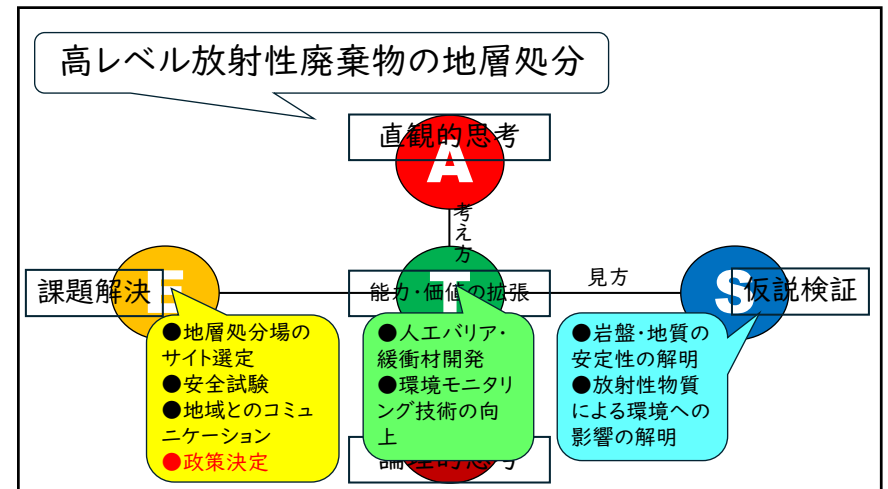 高レベル放射性廃棄物の地層処分
直観的思考
A
考え方
課題解決
E
能力・価値の拡張
T
見方
S
仮説検証
●地層処分場の
サイト選定
●安全試験
●地域とのコミュ
ニケーション
●政策決定
●人工バリア・
緩衝材開発
●環境モニタリ
ング技術の向
上
●岩盤・地質の
安定性の解明
●放射性物質
による環境への
影響の解明
論理的思考